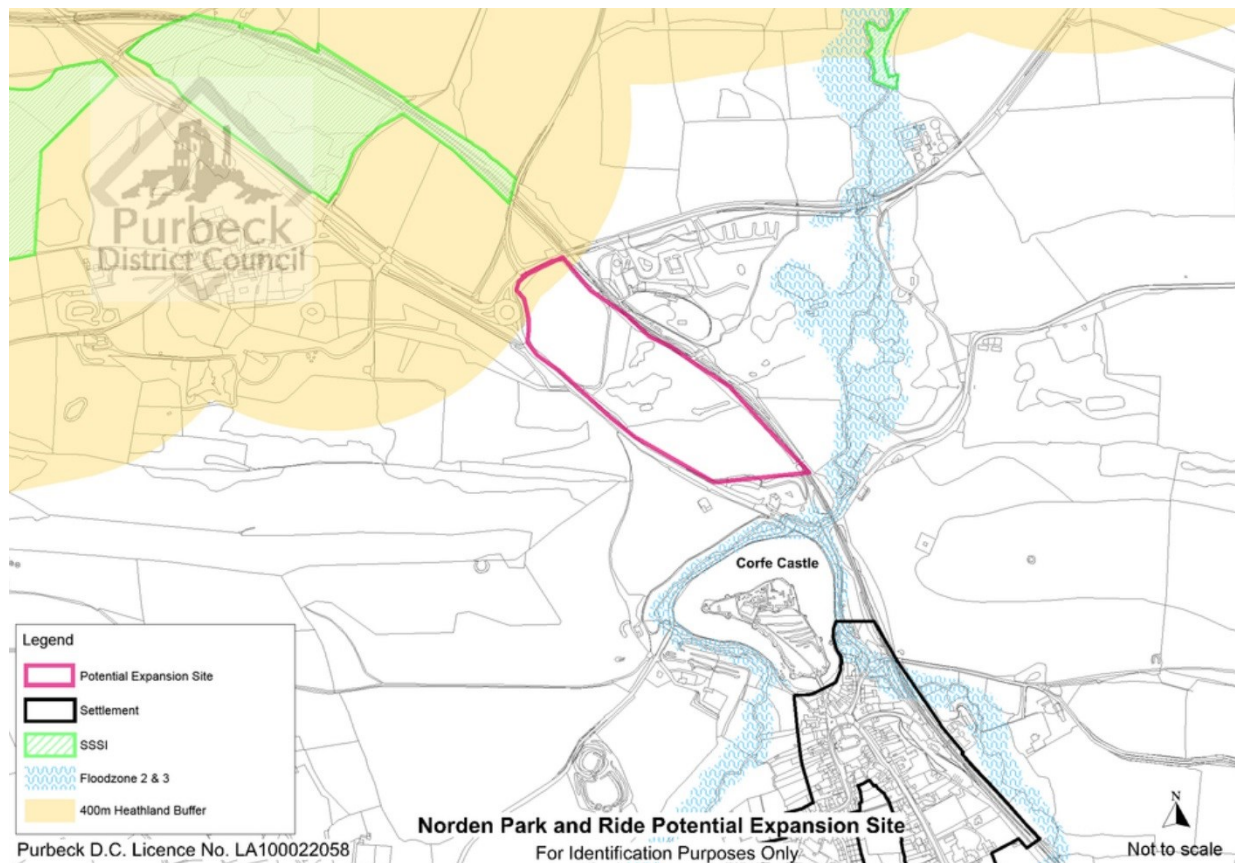 Purbeck
District Council
Corfe Castle
Legend
Potential Expansion Site
Settlement
SSSI
Floodzone 2 & 3
400m Heathland Buffer
N
Norden Park and Ride Potential Expansion Site
Purbeck D.C. Licence No. LA100022058
For Identification Purposes Only
Not to scale